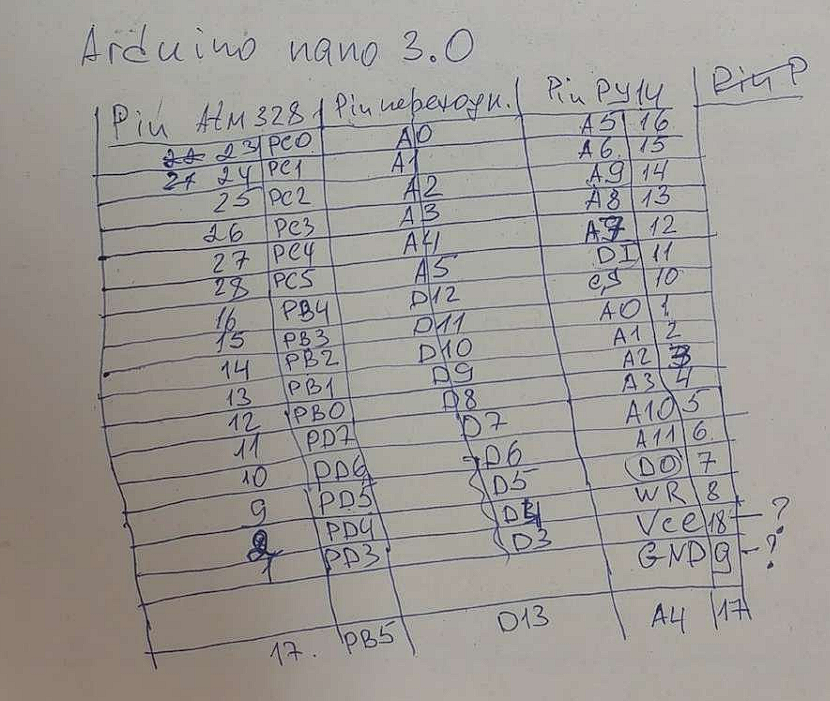 Arduino nano 3.0
Pin AtM328 Pin переходн. Pin РУ14 Pin P
22 23 PC0 A0 A5 16
21 24 PC1 A1 A6 15
25 PC2 A2 A9 14
26 PC3 A3 A8 13
27 PC4 A4 A7 12
28 PC5 A5 DI 11
16 PB4 D12 CS 10
15 PB3 D11 A0 1
14 PB2 D10 A1 2
13 PB1 D9 A2 3
12 PB0 D8 A3 4
11 PD7 D7 A10 5
10 PD6 D6 A11 6
9 PD5 D5 DO 7
2 PD4 D4 WR 8
1 PD3 D3 Vcc 18 - ?
GND 9 - ?
17. PB5 D13 A4 17